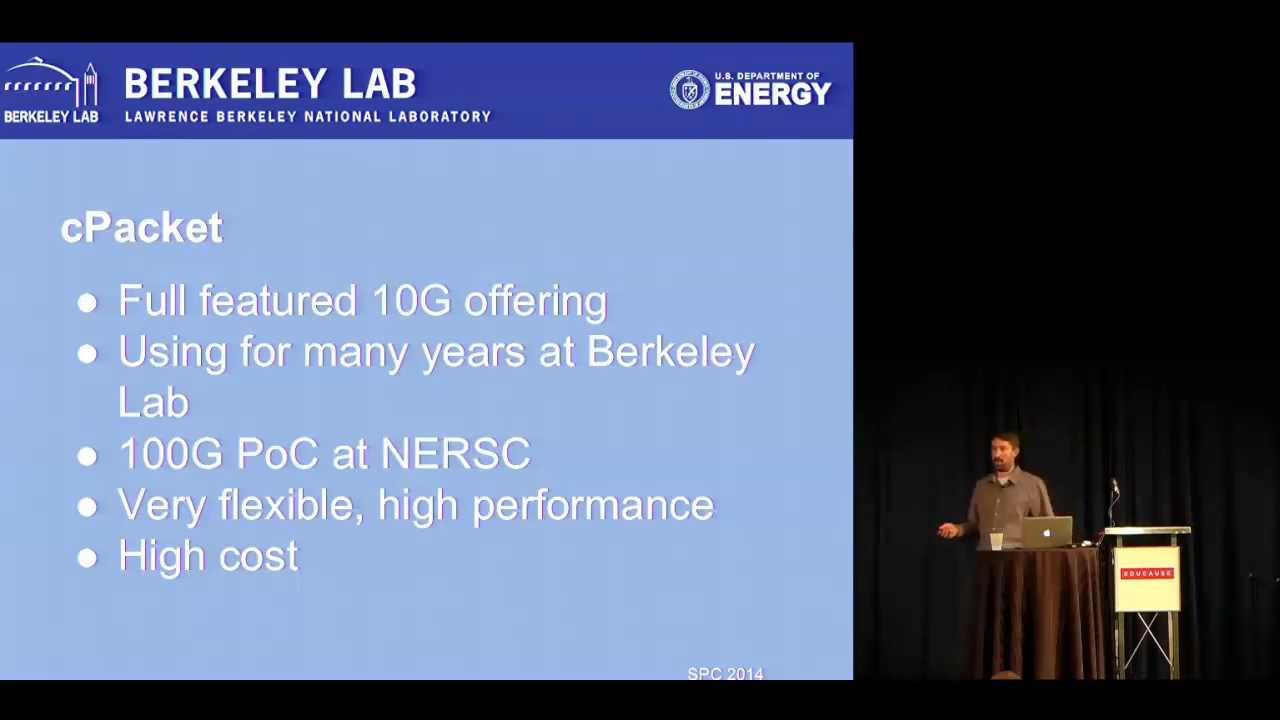 BERKELEY LAB
BERKELEY LAB
LAWRENCE BERKELEY NATIONAL LABORATORY
U.S. DEPARTMENT OF
ENERGY
cPacket
● Full featured 10G offering
● Using for many years at Berkeley
Lab
● 100G PoC at NERSC
● Very flexible, high performance
● High cost
EDUCAUSE
SPC 2014